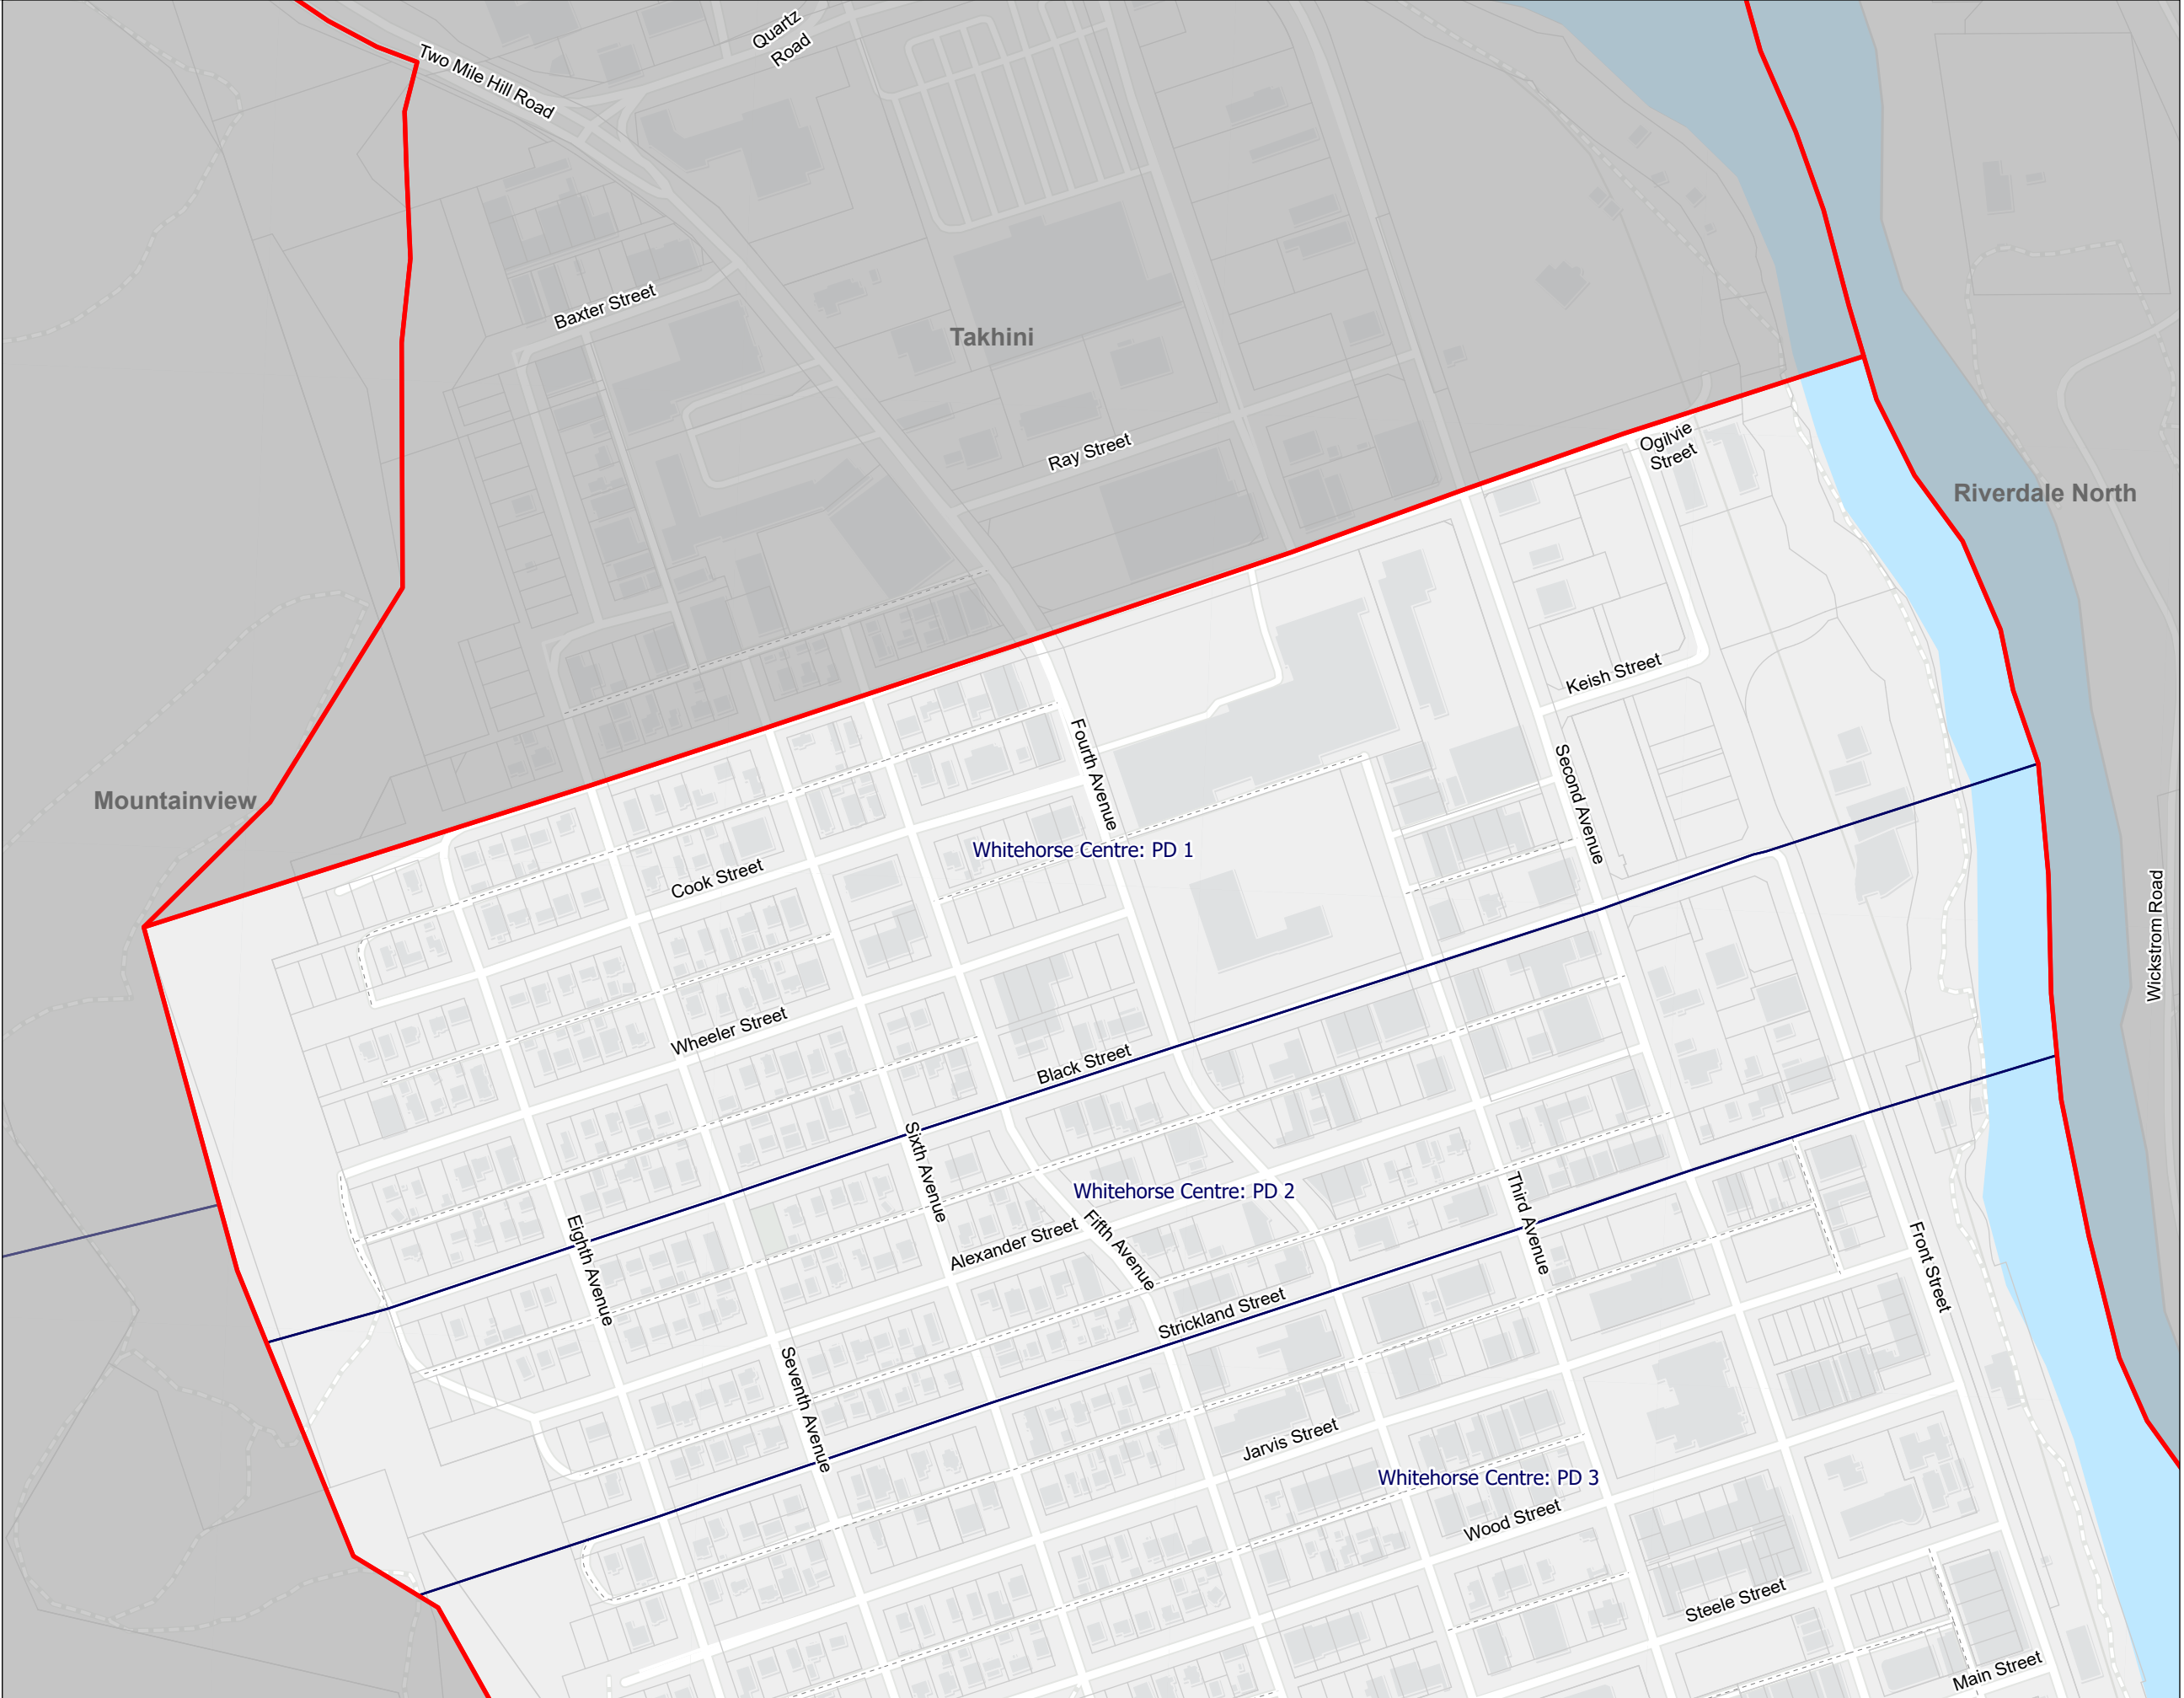 Quartz
Road
Two Mile Hill Road
Baxter Street
Takhini
Ray Street
Ogilvie
Street
Riverdale North
Keish Street
Fourth Avenue
Second Avenue
Mountainview
Whitehorse Centre: PD 1
Cook Street
Wickstrom Road
Wheeler Street
Black Street
Sixth Avenue
Whitehorse Centre: PD 2
Third Avenue
Eighth Avenue
Alexander Street
Fifth Avenue
Front Street
Strickland Street
Seventh Avenue
Jarvis Street
Whitehorse Centre: PD 3
Wood Street
Steele Street
Main Street